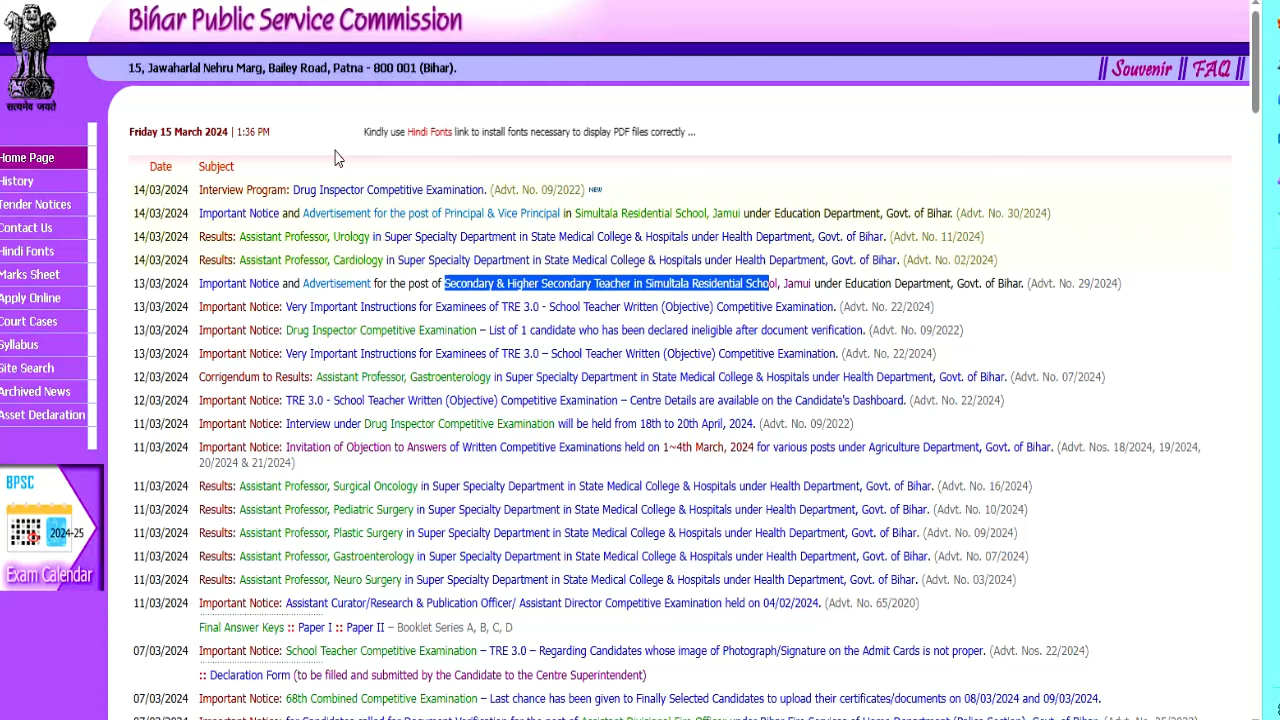 Bihar Public Service Commission
सत्यमेव जयते
15, Jawaharlal Nehru Marg, Bailey Road, Patna - 800 001 (Bihar).
|| Souvenir || FAQ ||
Friday 15 March 2024 | 1:36 PM
Kindly use Hindi Fonts link to install fonts necessary to display PDF files correctly ...
Home Page
History
Tender Notices
Contact Us
Hindi Fonts
Marks Sheet
Apply Online
Court Cases
Syllabus
Site Search
Archived News
Asset Declaration
BPSC
2024-25
Exam Calendar
Date Subject
14/03/2024 Interview Program: Drug Inspector Competitive Examination. (Advt. No. 09/2022) NEW
14/03/2024 Important Notice and Advertisement for the post of Principal & Vice Principal in Simultala Residential School, Jamui under Education Department, Govt. of Bihar. (Advt. No. 30/2024)
14/03/2024 Results: Assistant Professor, Urology in Super Specialty Department in State Medical College & Hospitals under Health Department, Govt. of Bihar. (Advt. No. 11/2024)
14/03/2024 Results: Assistant Professor, Cardiology in Super Specialty Department in State Medical College & Hospitals under Health Department, Govt. of Bihar. (Advt. No. 02/2024)
13/03/2024 Important Notice and Advertisement for the post of Secondary & Higher Secondary Teacher in Simultala Residential School, Jamui under Education Department, Govt. of Bihar. (Advt. No. 29/2024)
13/03/2024 Important Notice: Very Important Instructions for Examinees of TRE 3.0 - School Teacher Written (Objective) Competitive Examination. (Advt. No. 22/2024)
13/03/2024 Important Notice: Drug Inspector Competitive Examination – List of 1 candidate who has been declared ineligible after document verification. (Advt. No. 09/2022)
13/03/2024 Important Notice: Very Important Instructions for Examinees of TRE 3.0 – School Teacher Written (Objective) Competitive Examination. (Advt. No. 22/2024)
12/03/2024 Corrigendum to Results: Assistant Professor, Gastroenterology in Super Specialty Department in State Medical College & Hospitals under Health Department, Govt. of Bihar. (Advt. No. 07/2024)
12/03/2024 Important Notice: TRE 3.0 - School Teacher Written (Objective) Competitive Examination – Centre Details are available on the Candidate's Dashboard. (Advt. No. 22/2024)
11/03/2024 Important Notice: Interview under Drug Inspector Competitive Examination will be held from 18th to 20th April, 2024. (Advt. No. 09/2022)
11/03/2024 Important Notice: Invitation of Objection to Answers of Written Competitive Examinations held on 1~4th March, 2024 for various posts under Agriculture Department, Govt. of Bihar. (Advt. Nos. 18/2024, 19/2024,
20/2024 & 21/2024)
11/03/2024 Results: Assistant Professor, Surgical Oncology in Super Specialty Department in State Medical College & Hospitals under Health Department, Govt. of Bihar. (Advt. No. 16/2024)
11/03/2024 Results: Assistant Professor, Pediatric Surgery in Super Specialty Department in State Medical College & Hospitals under Health Department, Govt. of Bihar. (Advt. No. 10/2024)
11/03/2024 Results: Assistant Professor, Plastic Surgery in Super Specialty Department in State Medical College & Hospitals under Health Department, Govt. of Bihar. (Advt. No. 09/2024)
11/03/2024 Results: Assistant Professor, Gastroenterology in Super Specialty Department in State Medical College & Hospitals under Health Department, Govt. of Bihar. (Advt. No. 07/2024)
11/03/2024 Results: Assistant Professor, Neuro Surgery in Super Specialty Department in State Medical College & Hospitals under Health Department, Govt. of Bihar. (Advt. No. 03/2024)
11/03/2024 Important Notice: Assistant Curator/Research & Publication Officer/ Assistant Director Competitive Examination held on 04/02/2024. (Advt. No. 65/2020)
Final Answer Keys :: Paper I :: Paper II – Booklet Series A, B, C, D
07/03/2024 Important Notice: School Teacher Competitive Examination – TRE 3.0 – Regarding Candidates whose image of Photograph/Signature on the Admit Cards is not proper. (Advt. Nos. 22/2024)
:: Declaration Form (to be filled and submitted by the Candidate to the Centre Superintendent)
07/03/2024 Important Notice: 68th Combined Competitive Examination – Last chance has been given to Finally Selected Candidates to upload their certificates/documents on 08/03/2024 and 09/03/2024.